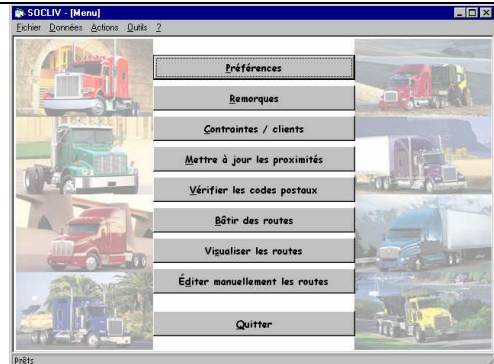 SOCLIV - [Menu]
Fichier Données Actions Outils ?
Préférences
Remorques
Contraintes / clients
Mettre à jour les proximités
Vérifier les codes postaux
Bâtir des routes
Visualiser les routes
Éditer manuellement les routes
Quitter
Prêts